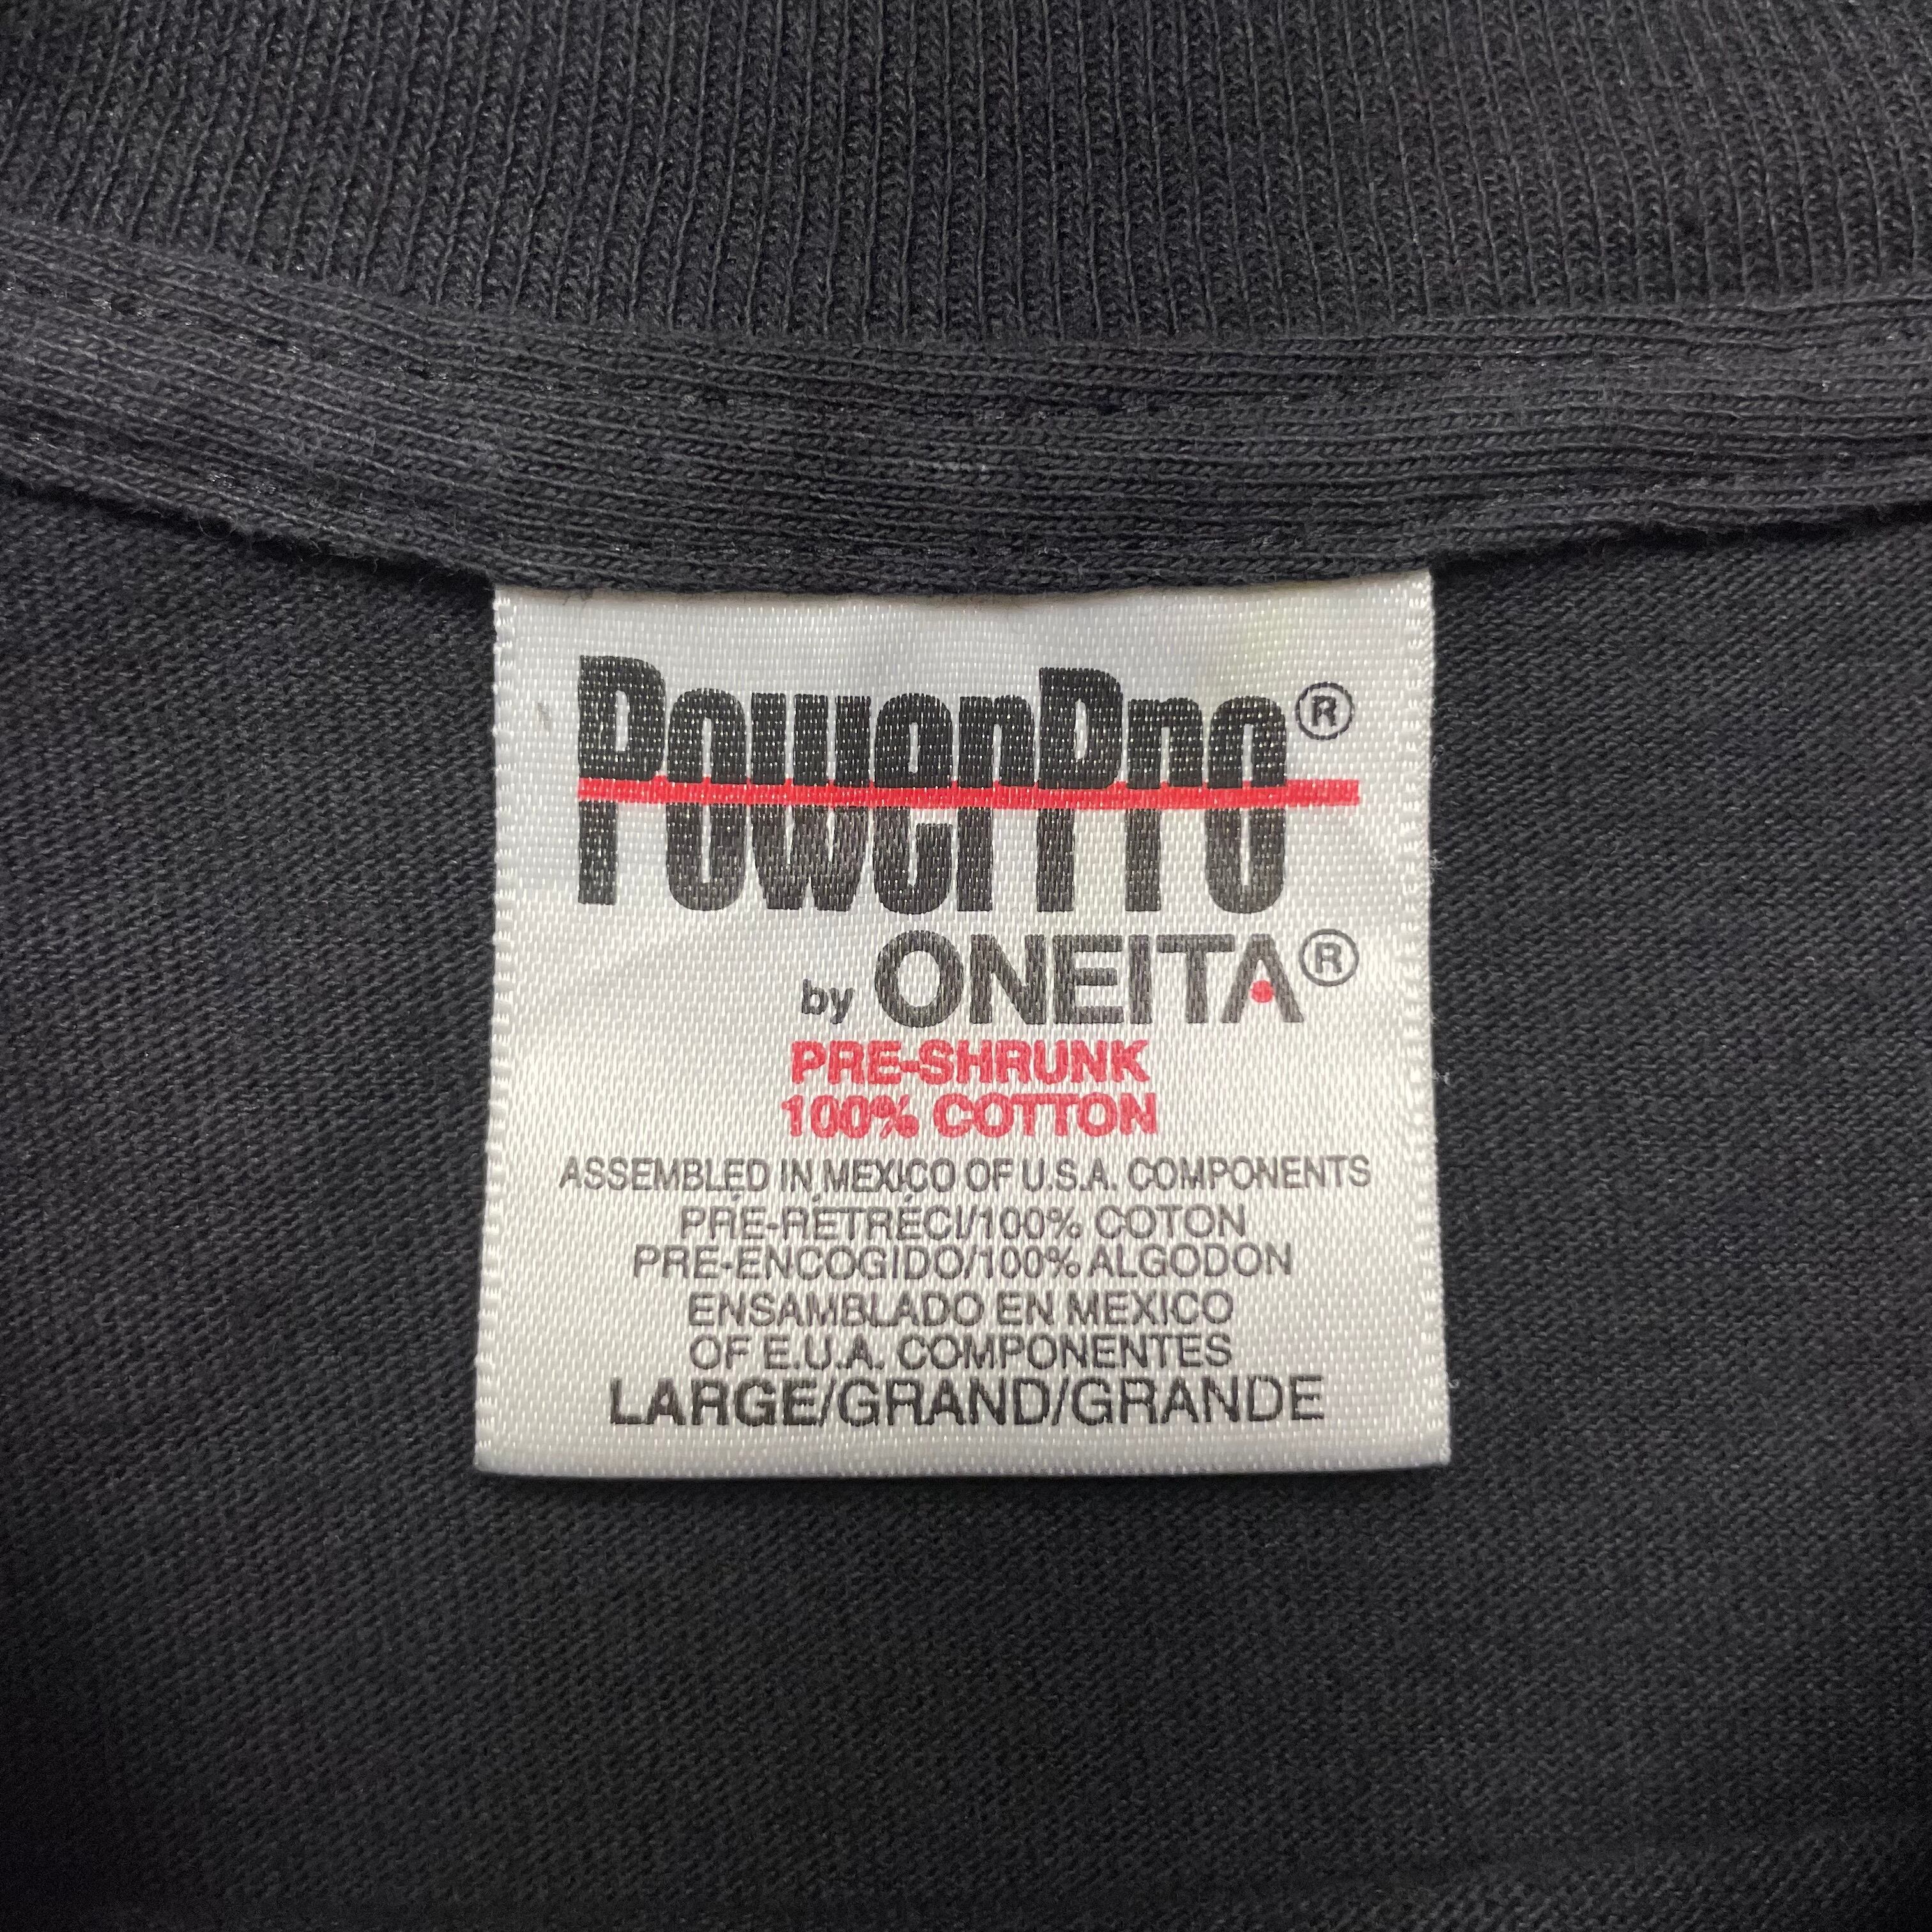 PowerPro®
by ONEITA®
PRE-SHRUNK
100% COTTON
ASSEMBLED IN MEXICO OF U.S.A. COMPONENTS
PRÉ-RÉTRÉCI/100% COTON
PRE-ENCOGIDO/100% ALGODON
ENSAMBLADO EN MEXICO
OF E.U.A. COMPONENTES
LARGE/GRAND/GRANDE